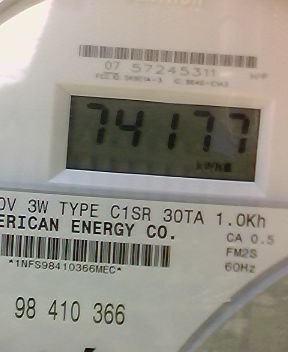 07 57245311
74177
kWh
0V 3W TYPE C1SR 30TA 1.0Kh
ERICAN ENERGY CO.
CA 0.5
FM2S
*1NFS98410366MEC*
60Hz
98 410 366